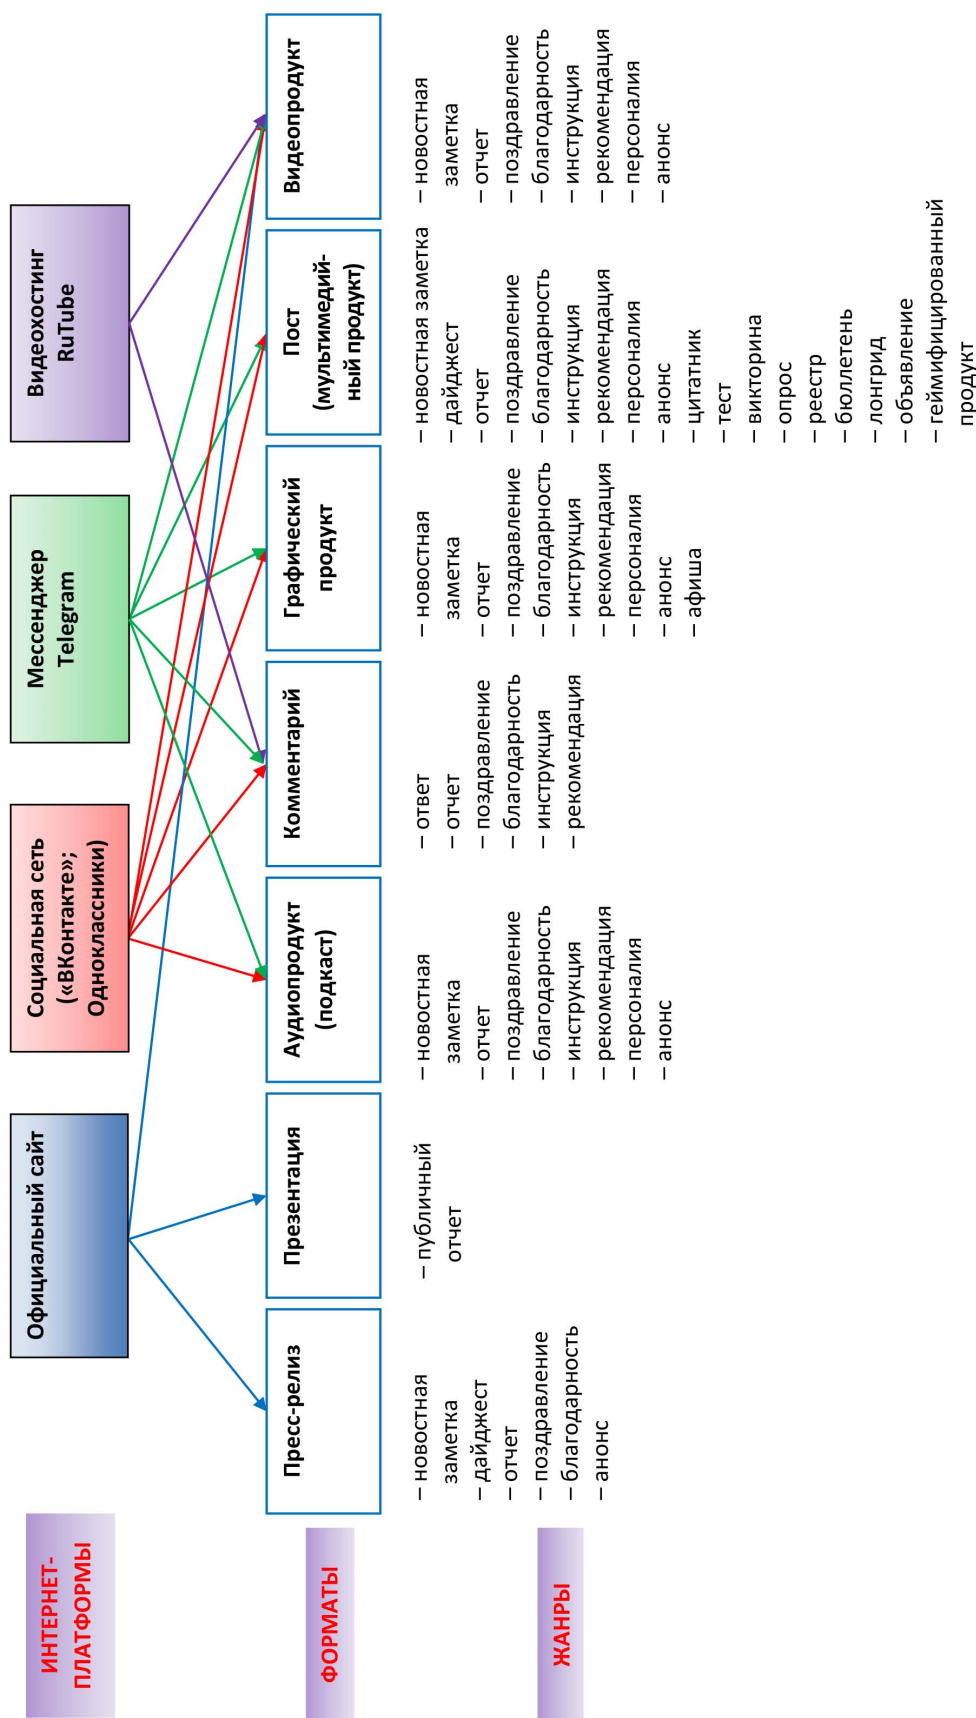 ИНТЕРНЕТ-
ПЛАТФОРМЫ
Официальный сайт
Социальная сеть
(«ВКонтакте»;
Одноклассники)
Мессенджер
Telegram
Видеохостинг
RuTube
ФОРМАТЫ
Пресс-релиз
Презентация
Аудиопродукт
(подкаст)
Комментарий
Графический
продукт
Пост
(мультимедий-
ный продукт)
Видеопродукт
ЖАНРЫ
– новостная
заметка
– дайджест
– отчет
– поздравление
– благодарность
– анонс
– публичный
отчет
– новостная
заметка
– отчет
– поздравление
– благодарность
– инструкция
– рекомендация
– персоналия
– анонс
– ответ
– отчет
– поздравление
– благодарность
– инструкция
– рекомендация
– новостная
заметка
– отчет
– поздравление
– благодарность
– инструкция
– рекомендация
– персоналия
– анонс
– афиша
– новостная заметка
– дайджест
– отчет
– поздравление
– благодарность
– инструкция
– рекомендация
– персоналия
– анонс
– цитатник
– тест
– викторина
– опрос
– реестр
– бюллетень
– лонгрид
– объявление
– геймифицированный
продукт
– новостная
заметка
– отчет
– поздравление
– благодарность
– инструкция
– рекомендация
– персоналия
– анонс